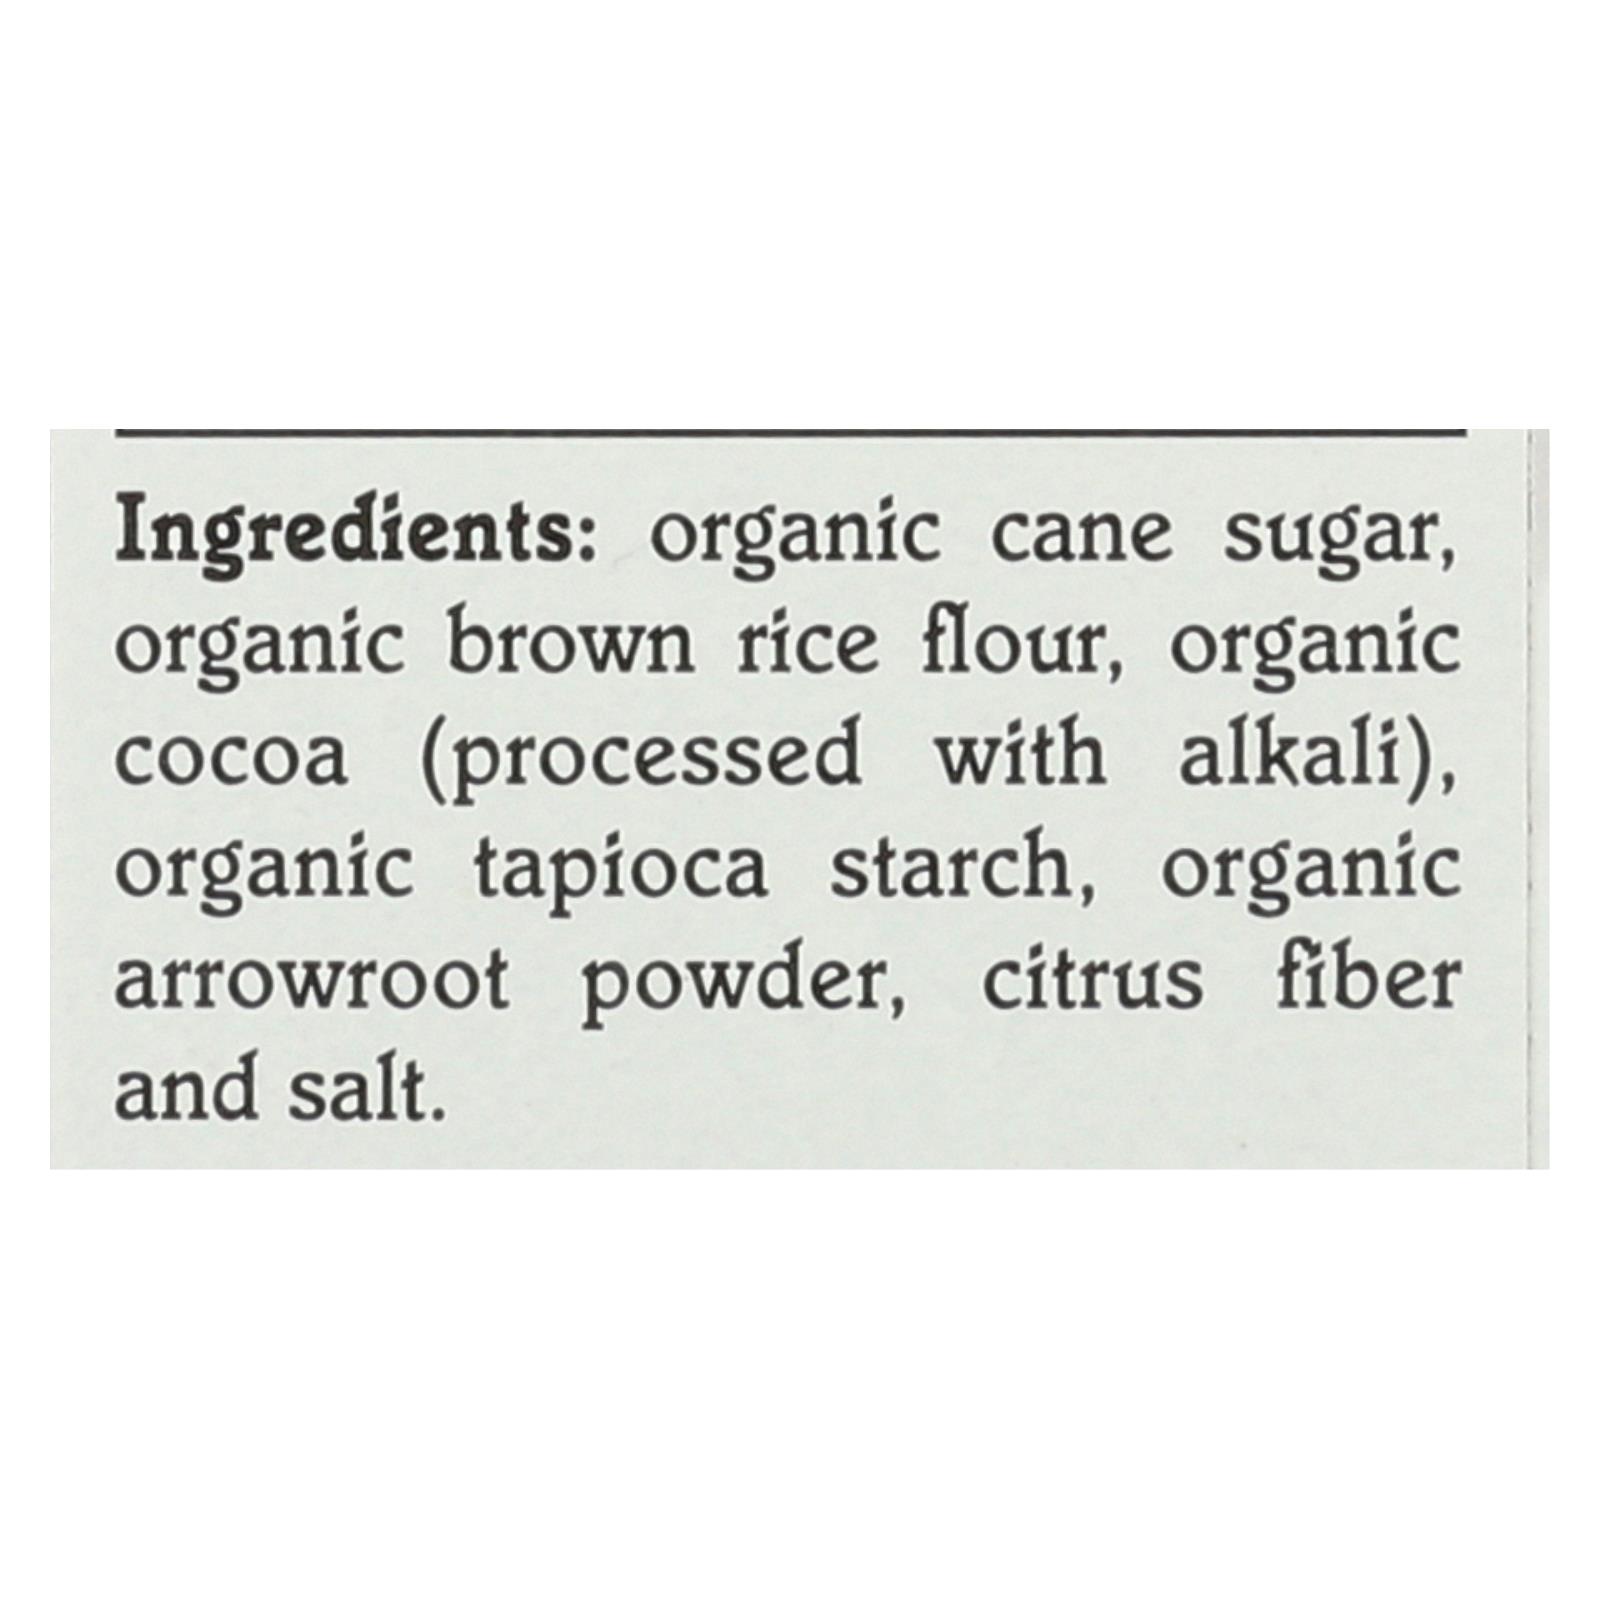 Ingredients: organic cane sugar,
organic brown rice flour, organic
cocoa (processed with alkali),
organic tapioca starch, organic
arrowroot powder, citrus fiber
and salt.